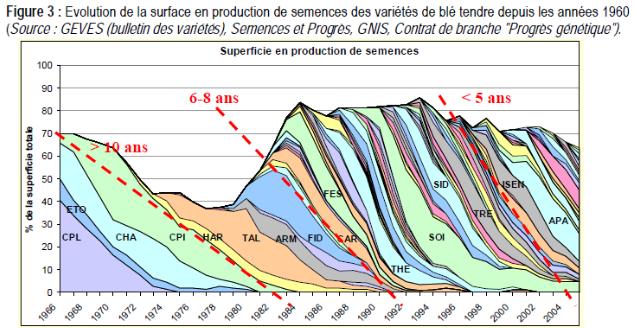 Figure 3 : Evolution de la surface en production de semences des variétés de blé tendre depuis les années 1960
(Source : GEVES (bulletin des variétés), Semences et Progrès, GNIS, Contrat de branche "Progrès génétique").
Superficie en production de semences
% de la superficie totale
100
90
80
70
60
50
40
30
20
10
0
> 10 ans
6-8 ans
< 5 ans
ETO
CPL
CHA
CPI
HAR
TAL
ARM
FID
FES
CAR
THE
SOI
SID
TRE
ISEN
APA
1966
1968
1970
1972
1974
1976
1978
1980
1982
1984
1986
1988
1990
1992
1994
1996
1998
2000
2002
2004